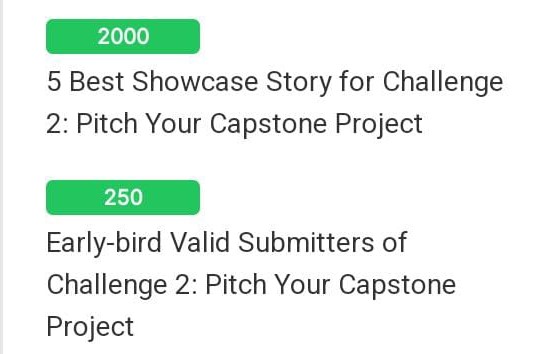 2000
5 Best Showcase Story for Challenge
2: Pitch Your Capstone Project
250
Early-bird Valid Submitters of
Challenge 2: Pitch Your Capstone
Project